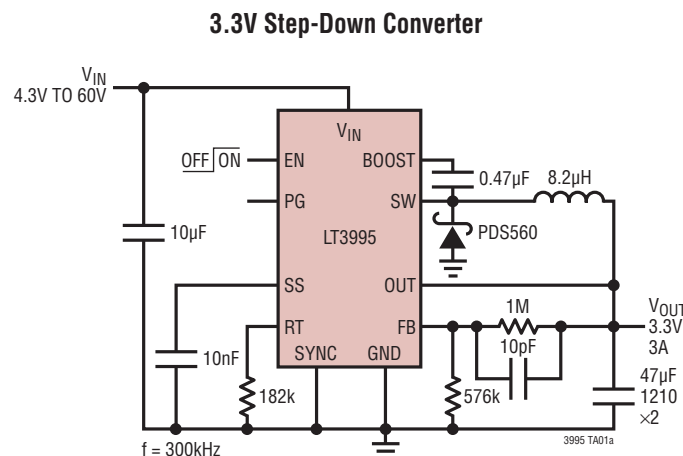 3.3V Step-Down Converter
VIN
4.3V TO 60V
VIN
OFF ON
EN
BOOST
0.47µF
8.2µH
PG
SW
10µF
LT3995
PDS560
SS
OUT
RT
FB
1M
10pF
VOUT
3.3V
3A
10nF
SYNC
GND
182k
576k
47µF
1210
×2
f = 300kHz
3995 TA01a